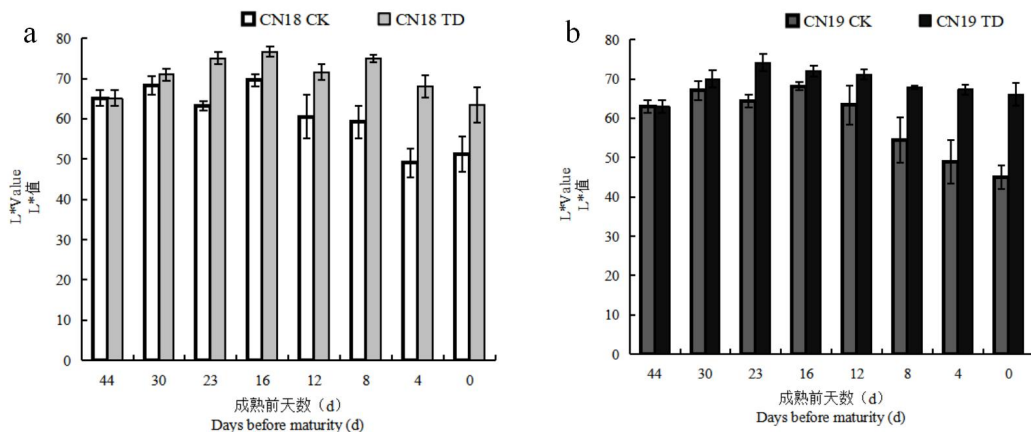 a
CN18 CK
CN18 TD
80
70
60
50
40
30
20
10
0
L*Value
L*值
44 30 23 16 12 8 4 0
成熟前天数（d）
Days before maturity (d)
b
CN19 CK
CN19 TD
80
70
60
50
40
30
20
10
0
L*Value
L*值
44 30 23 16 12 8 4 0
成熟前天数（d）
Days before maturity (d)